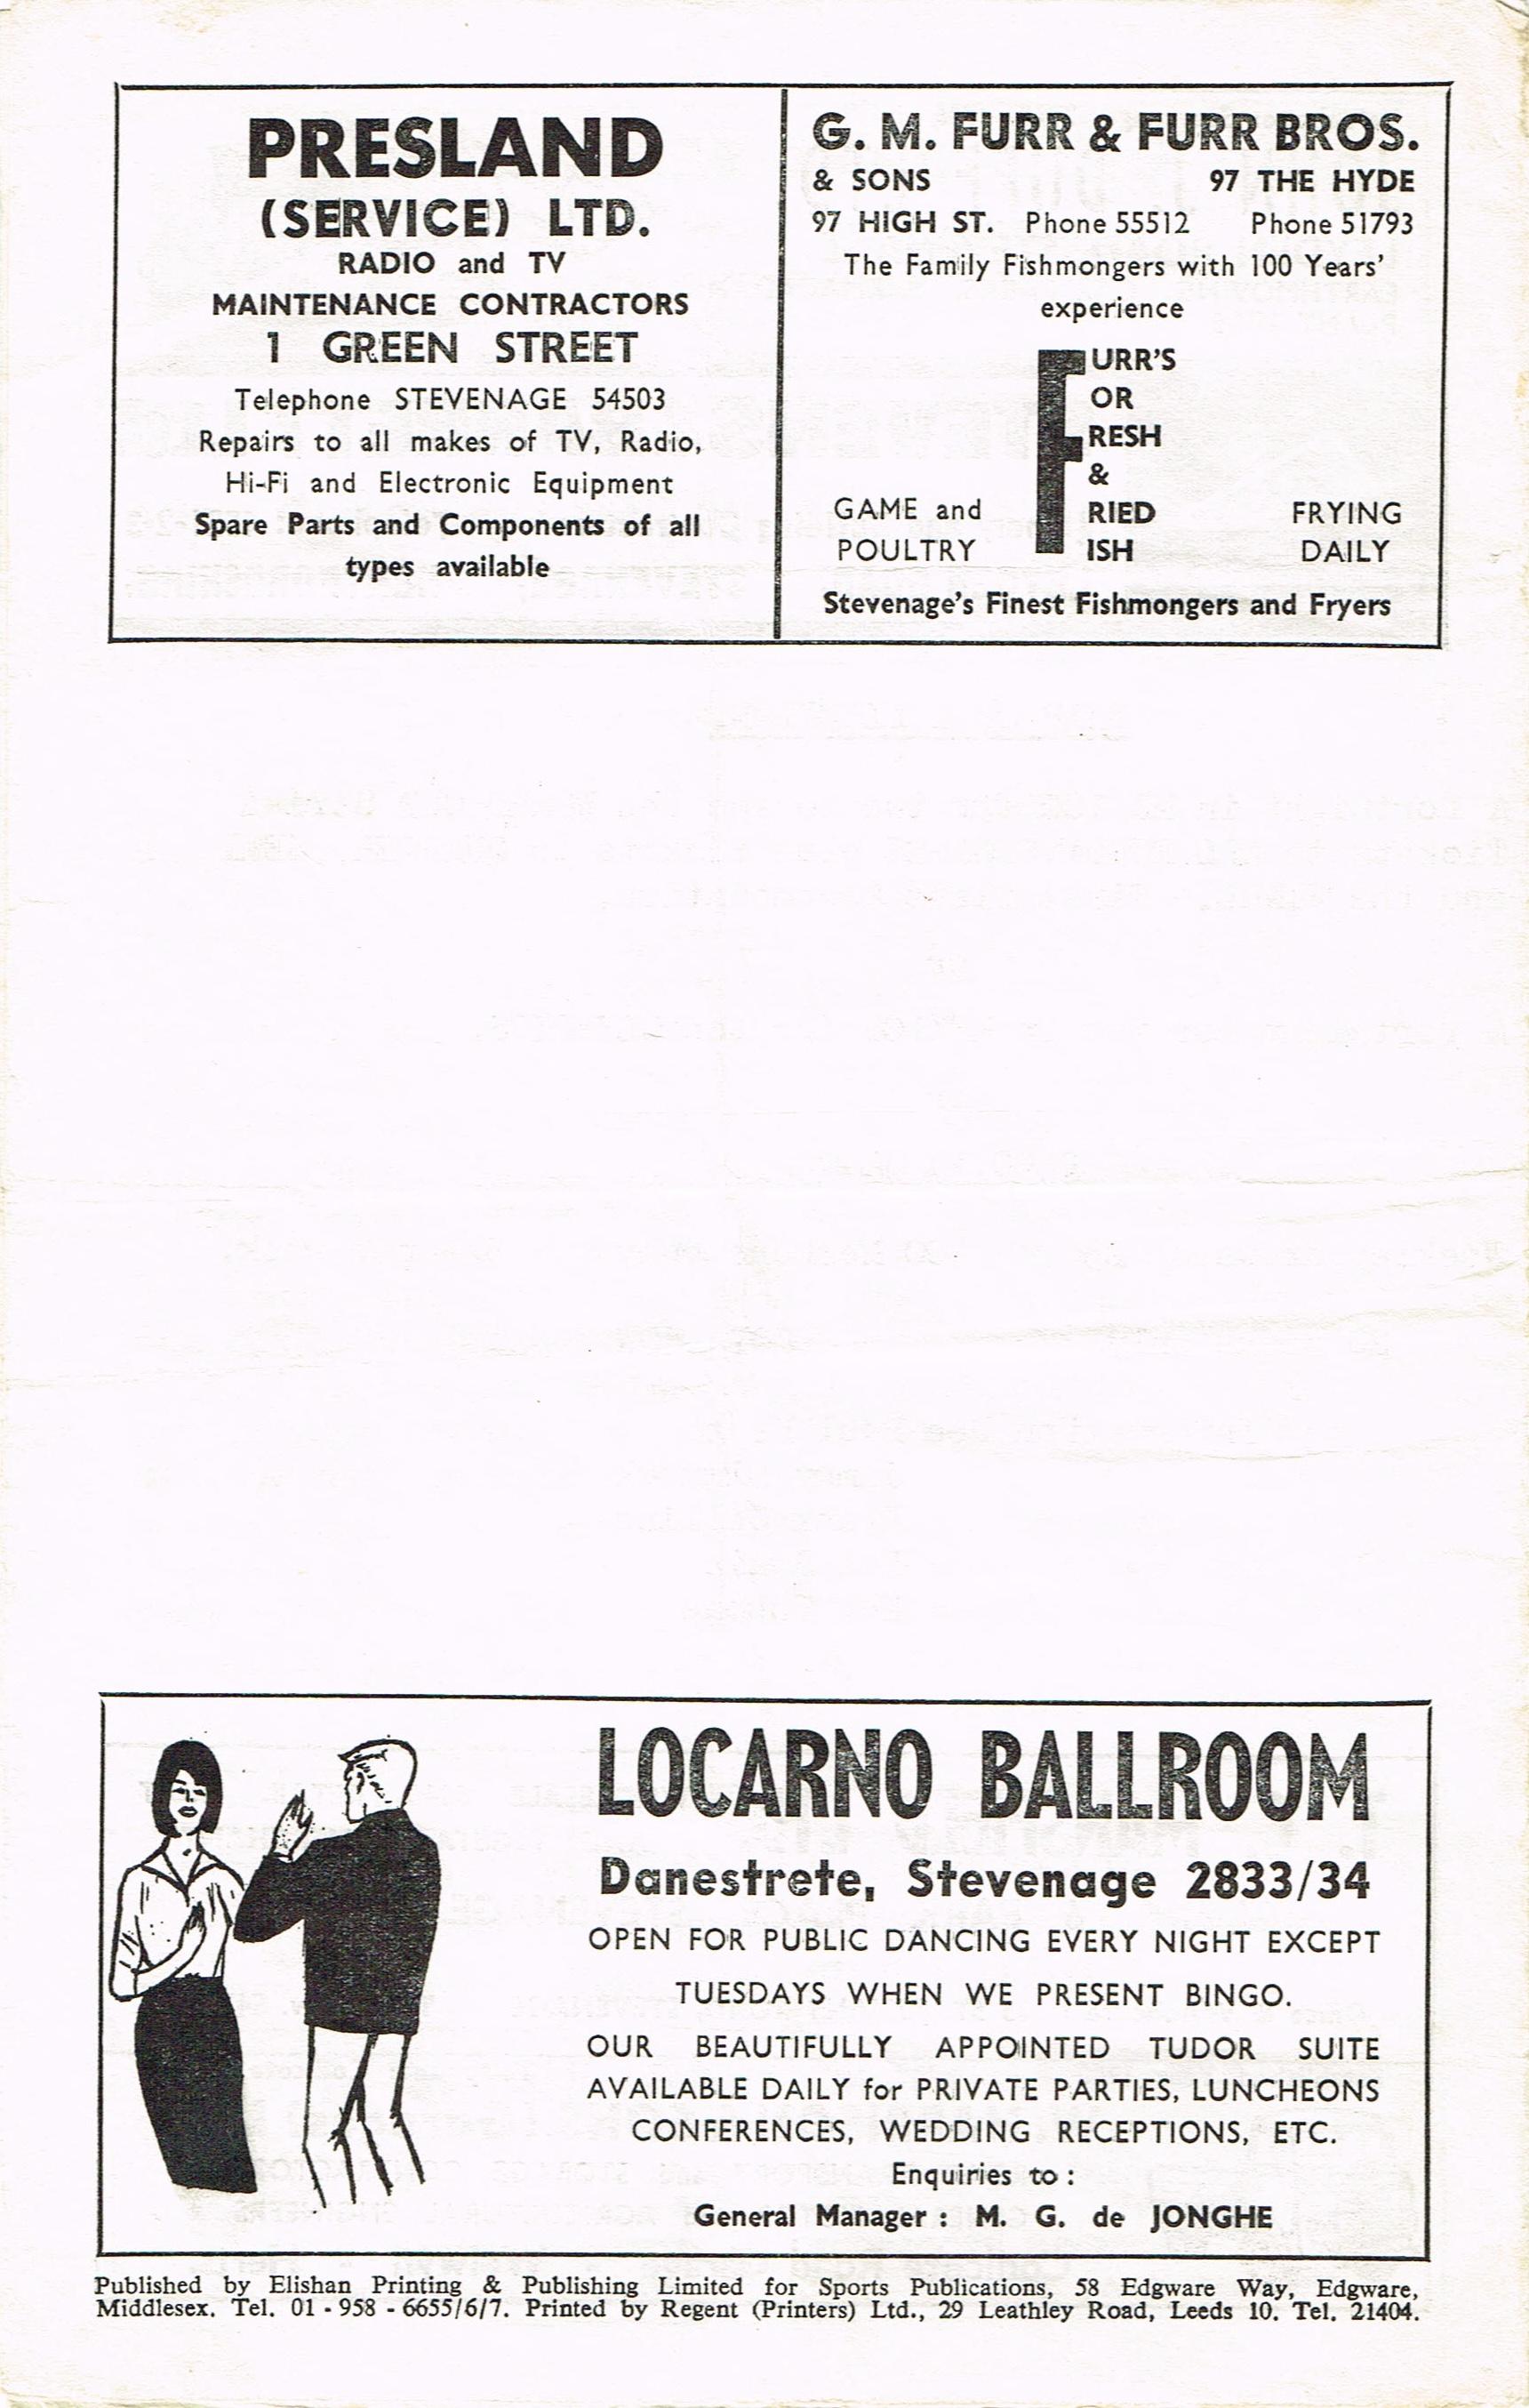 PRESLAND
(SERVICE) LTD.
RADIO and TV
MAINTENANCE CONTRACTORS
1 GREEN STREET
Telephone STEVENAGE 54503
Repairs to all makes of TV, Radio,
Hi-Fi and Electronic Equipment
Spare Parts and Components of all
types available
G. M. FURR & FURR BROS.
& SONS 97 THE HYDE
97 HIGH ST. Phone 55512 Phone 51793
The Family Fishmongers with 100 Years'
experience
FURR'S
OR
RESH
&
GAME and RIED FRYING
POULTRY ISH DAILY
Stevenage's Finest Fishmongers and Fryers
LOCARNO BALLROOM
Danestrete, Stevenage 2833/34
OPEN FOR PUBLIC DANCING EVERY NIGHT EXCEPT
TUESDAYS WHEN WE PRESENT BINGO.
OUR BEAUTIFULLY APPOINTED TUDOR SUITE
AVAILABLE DAILY for PRIVATE PARTIES, LUNCHEONS
CONFERENCES, WEDDING RECEPTIONS, ETC.
Enquiries to :
General Manager : M. G. de JONGHE
Published by Elishan Printing & Publishing Limited for Sports Publications, 58 Edgware Way, Edgware,
Middlesex. Tel. 01 - 958 - 6655/6/7. Printed by Regent (Printers) Ltd., 29 Leathley Road, Leeds 10. Tel. 21404.